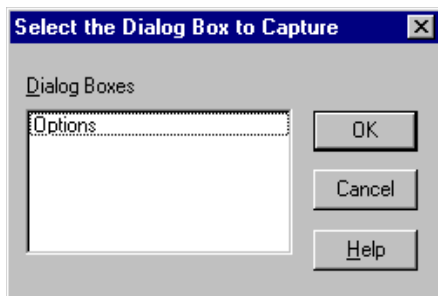 Select the Dialog Box to Capture
Dialog Boxes
Options
OK
Cancel
Help